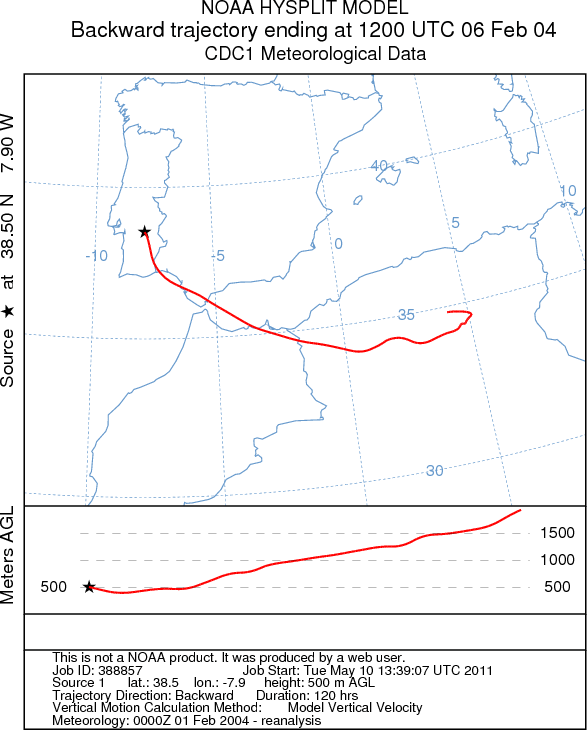 NOAA HYSPLIT MODEL
Backward trajectory ending at 1200 UTC 06 Feb 04
CDC1 Meteorological Data
Source ★ at 38.50 N 7.90 W
40
10
5
0
-5
-10
35
30
Meters AGL
500
1500
1000
500
This is not a NOAA product. It was produced by a web user.
Job ID: 388857 Job Start: Tue May 10 13:39:07 UTC 2011
Source 1 lat.: 38.5 lon.: -7.9 height: 500 m AGL
Trajectory Direction: Backward Duration: 120 hrs
Vertical Motion Calculation Method: Model Vertical Velocity
Meteorology: 0000Z 01 Feb 2004 - reanalysis